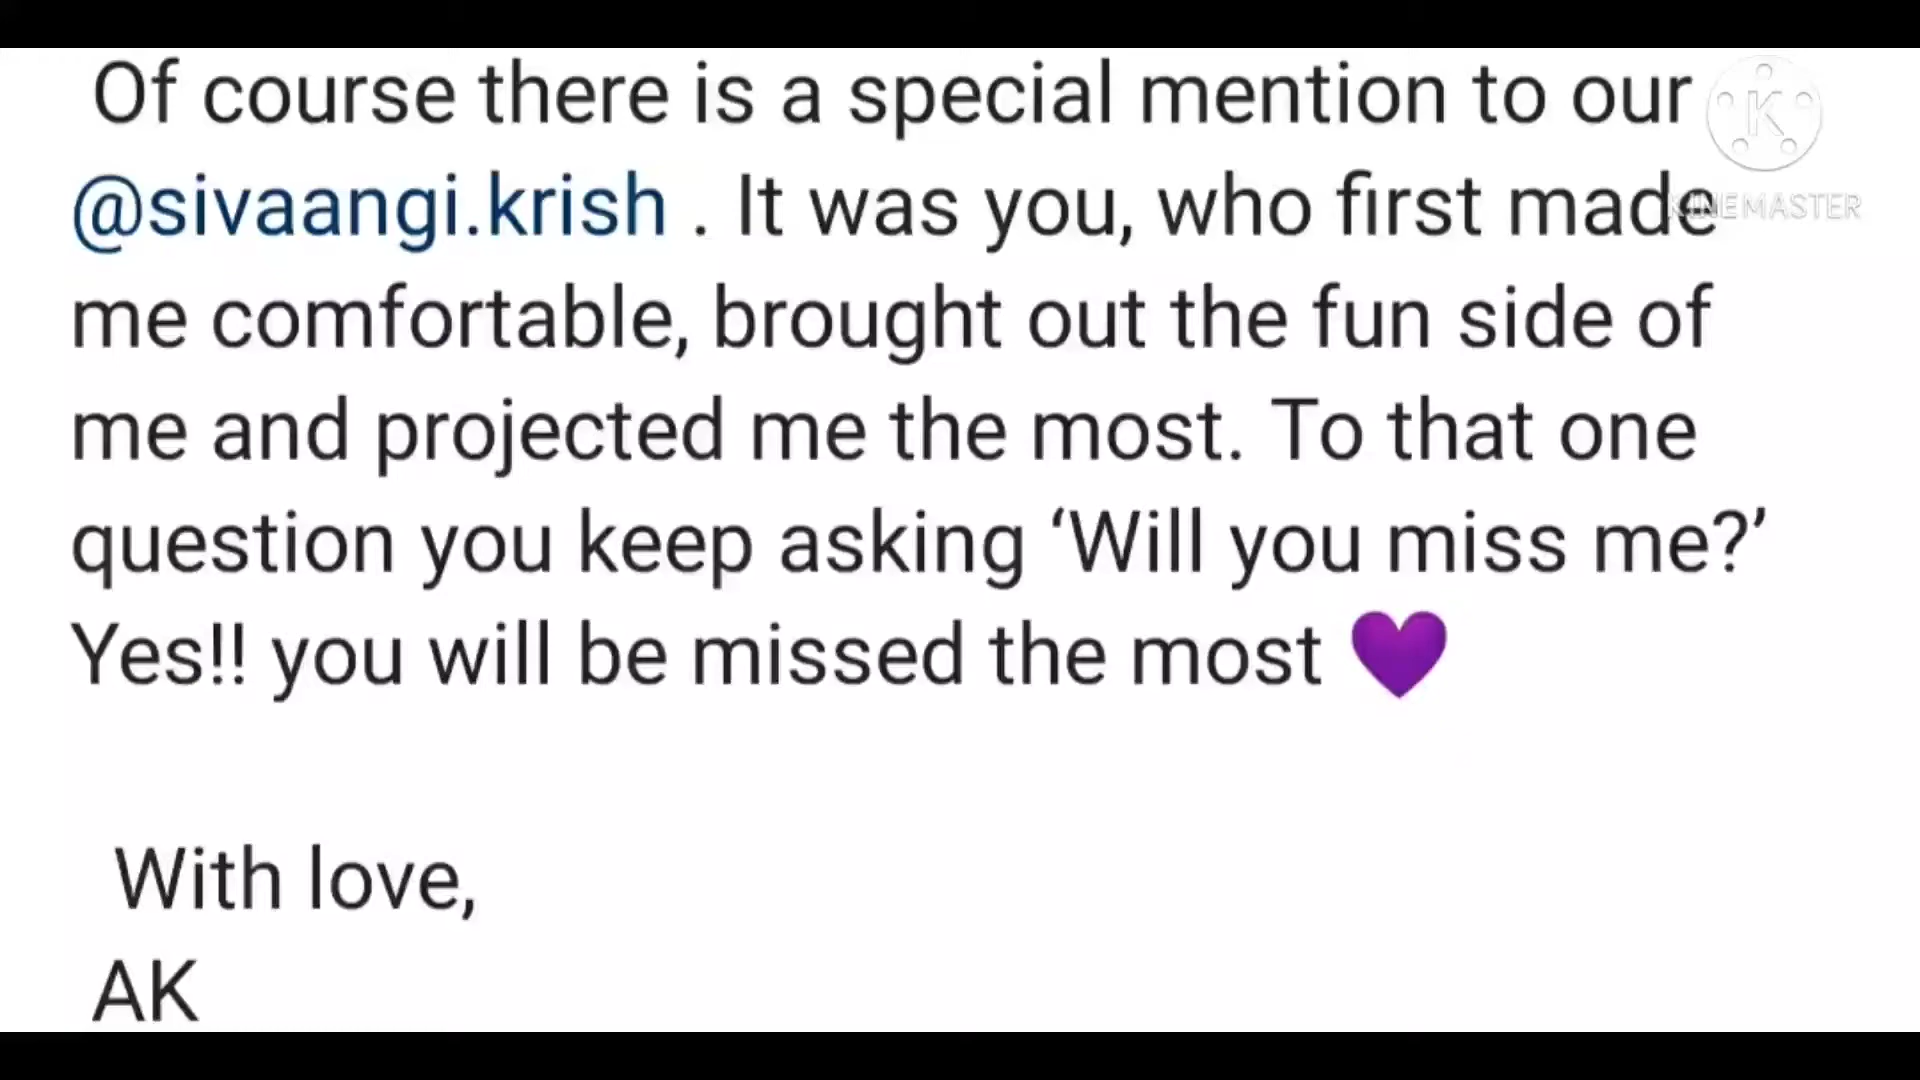 Of course there is a special mention to our
@sivaangi.krish . It was you, who first made
me comfortable, brought out the fun side of
me and projected me the most. To that one
question you keep asking ‘Will you miss me?’
Yes!! you will be missed the most 💜
With love,
AK
K
KINEMASTER